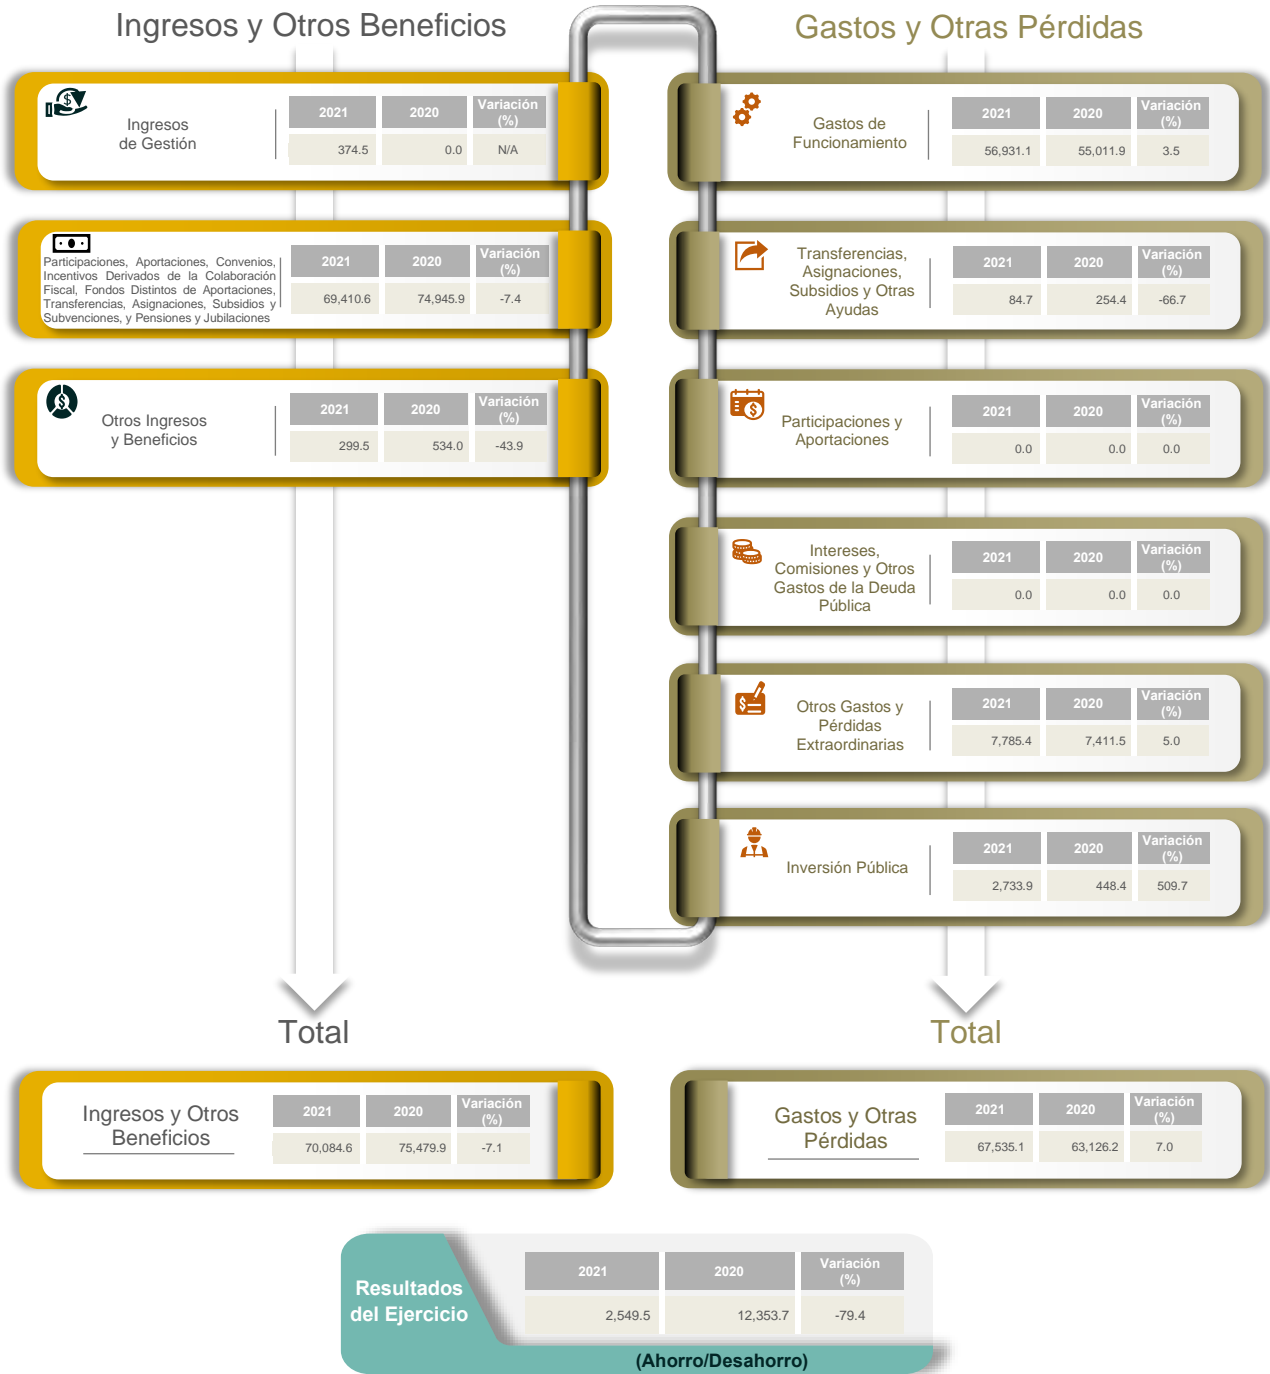 Ingresos y Otros Beneficios
Ingresos
de Gestión
2021 2020 Variación
(%)
374.5 0.0 N/A
Participaciones, Aportaciones, Convenios,
Incentivos Derivados de la Colaboración
Fiscal, Fondos Distintos de Aportaciones,
Transferencias, Asignaciones, Subsidios y
Subvenciones, y Pensiones y Jubilaciones
2021 2020 Variación
(%)
69,410.6 74,945.9 -7.4
Otros Ingresos
y Beneficios
2021 2020 Variación
(%)
299.5 534.0 -43.9
Total
Ingresos y Otros
Beneficios
2021 2020 Variación
(%)
70,084.6 75,479.9 -7.1
Gastos y Otras Pérdidas
Gastos de
Funcionamiento
2021 2020 Variación
(%)
56,931.1 55,011.9 3.5
Transferencias,
Asignaciones,
Subsidios y Otras
Ayudas
2021 2020 Variación
(%)
84.7 254.4 -66.7
Participaciones y
Aportaciones
2021 2020 Variación
(%)
0.0 0.0 0.0
Intereses,
Comisiones y Otros
Gastos de la Deuda
Pública
2021 2020 Variación
(%)
0.0 0.0 0.0
Otros Gastos y
Pérdidas
Extraordinarias
2021 2020 Variación
(%)
7,785.4 7,411.5 5.0
Inversión Pública
2021 2020 Variación
(%)
2,733.9 448.4 509.7
Total
Gastos y Otras
Pérdidas
2021 2020 Variación
(%)
67,535.1 63,126.2 7.0
Resultados
del Ejercicio
2021 2020 Variación
(%)
2,549.5 12,353.7 -79.4
(Ahorro/Desahorro)